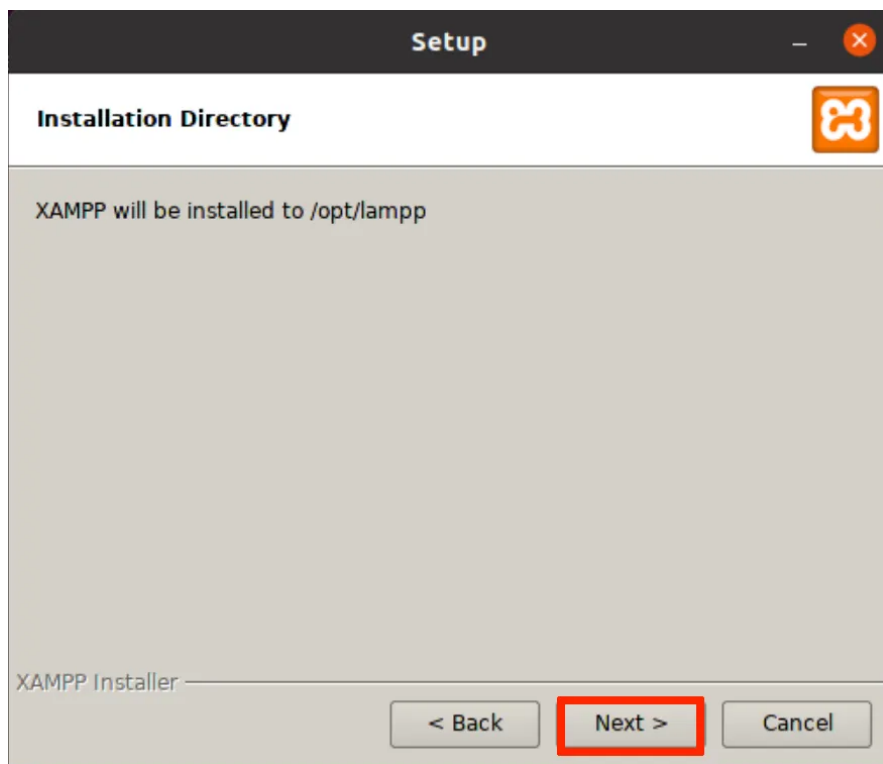 Setup
Installation Directory
XAMPP will be installed to /opt/lampp
XAMPP Installer
< Back
Next >
Cancel